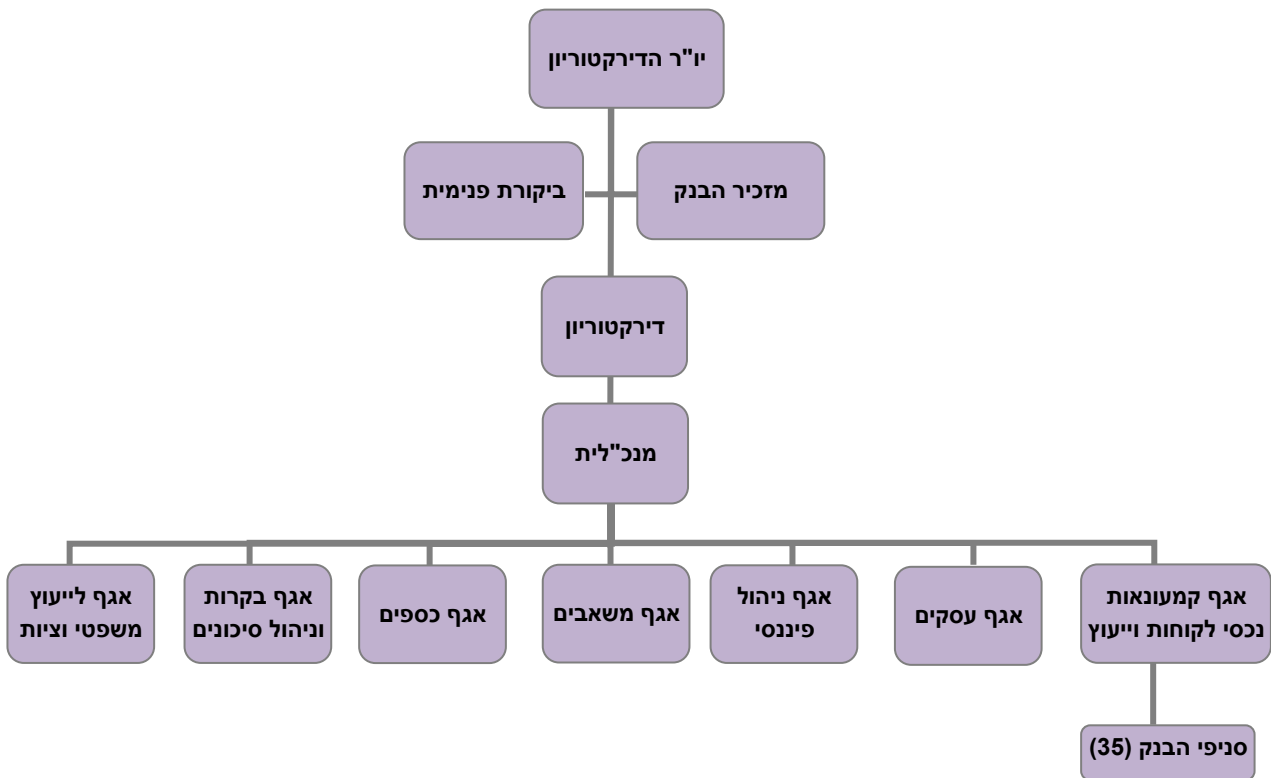 יו"ר הדירקטוריון
מזכיר הבנק
ביקורת פנימית
דירקטוריון
מנכ"לית
אגף קמעונאות
נכסי לקוחות וייעוץ
אגף עסקים
אגף ניהול
פיננסי
אגף משאבים
אגף כספים
אגף בקרות
וניהול סיכונים
אגף לייעוץ
משפטי וציות
סניפי הבנק (35)